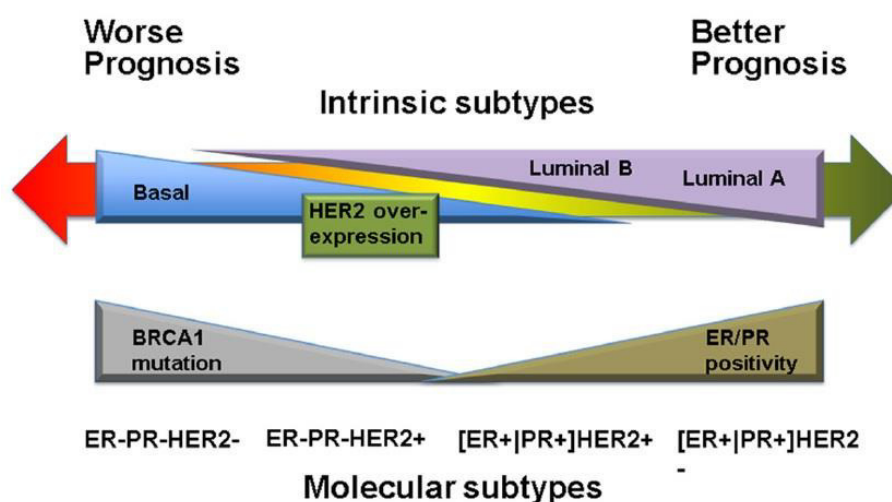 Worse
Prognosis
Better
Prognosis
Intrinsic subtypes
Luminal B
Luminal A
Basal
HER2 over-
expression
BRCA1
mutation
ER/PR
positivity
ER-PR-HER2-
ER-PR-HER2+
[ER+|PR+]HER2+
[ER+|PR+]HER2
-
Molecular subtypes